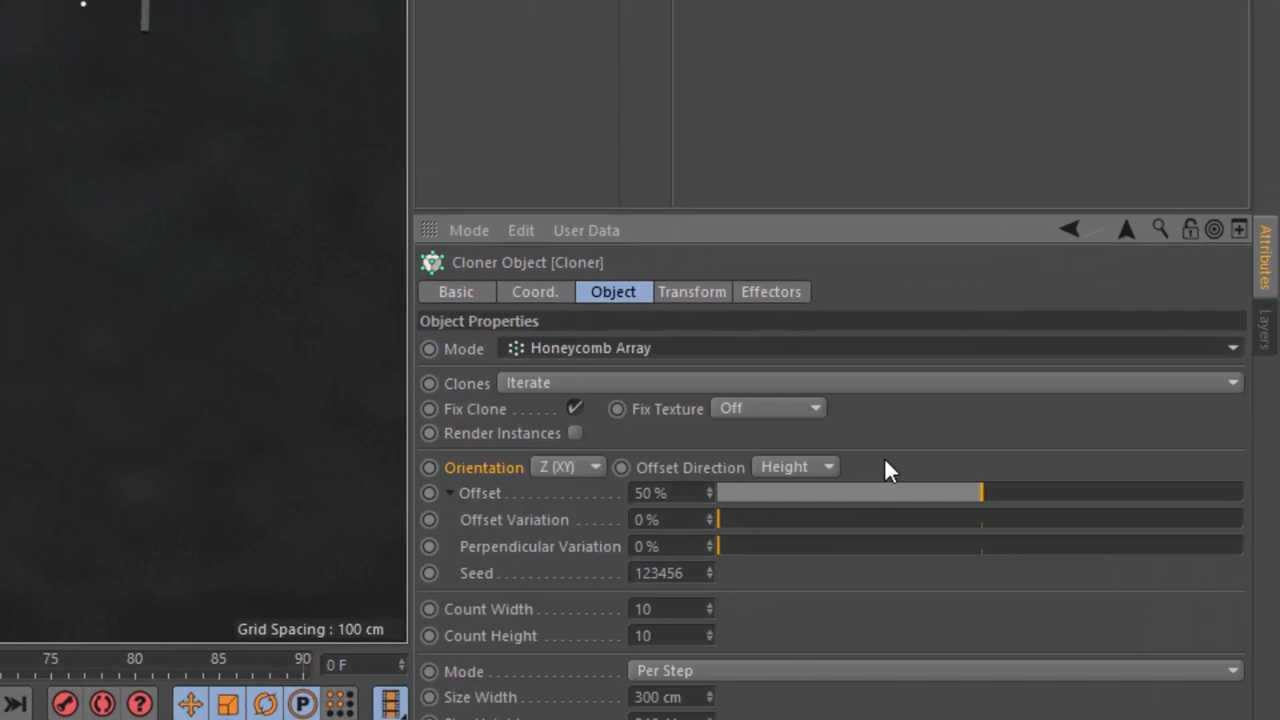 Mode Edit User Data
Cloner Object [Cloner]
Basic Coord. Object Transform Effectors
Object Properties
Mode Honeycomb Array
Clones Iterate
Fix Clone ...... Fix Texture Off
Render Instances
Orientation Z (XY) Offset Direction Height
Offset 50 %
Offset Variation 0 %
Perpendicular Variation 0 %
Seed 123456
Count Width 10
Count Height 10
Mode Per Step
Size Width 300 cm
Attributes
Layers
Grid Spacing : 100 cm
75 80 85 90 0 F
P